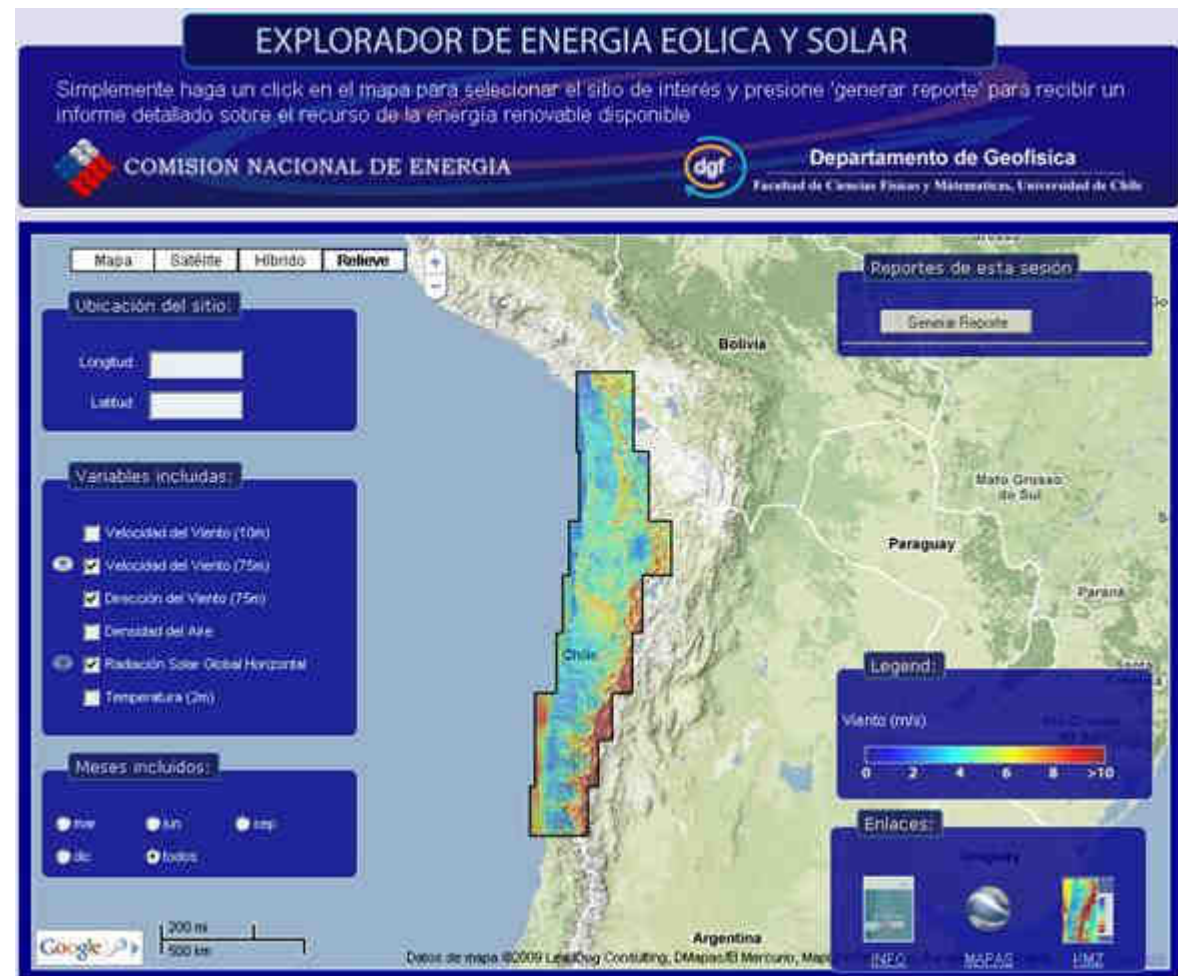 EXPLORADOR DE ENERGIA EOLICA Y SOLAR
Simplemente haga un click en el mapa para selecionar el sitio de interés y presione 'generar reporte' para recibir un
informe detallado sobre el recurso de la energía renovable disponible
COMISION NACIONAL DE ENERGIA
dgf
Departamento de Geofisica
Facultad de Ciencias Fisicas y Matematicas, Universidad de Chile
Mapa Satélite Híbrido Relieve
+
-
Reportes de esta sesión
Generar Reporte
Ubicación del sitio:
Longitud
Latitud
Bolivia
Variables incluidas:
Velocidad del Viento (10m)
Velocidad del Viento (75m)
Dirección del Viento (75m)
Densidad del Aire
Radiación Solar Global Horizontal
Temperatura (2m)
Mato Grosso
do Sul
Paraguay
Paraná
Chile
Legend:
Viento (m/s)
0 2 4 6 8 >10
Meses incluidos:
mar jun sep
dic todos
Enlaces:
Uruguay
INFO MAPAS KMZ
Google
200 mi
500 km
Argentina
Datos de mapa ©2009 LeadDog Consulting, DMapas/El Mercurio,